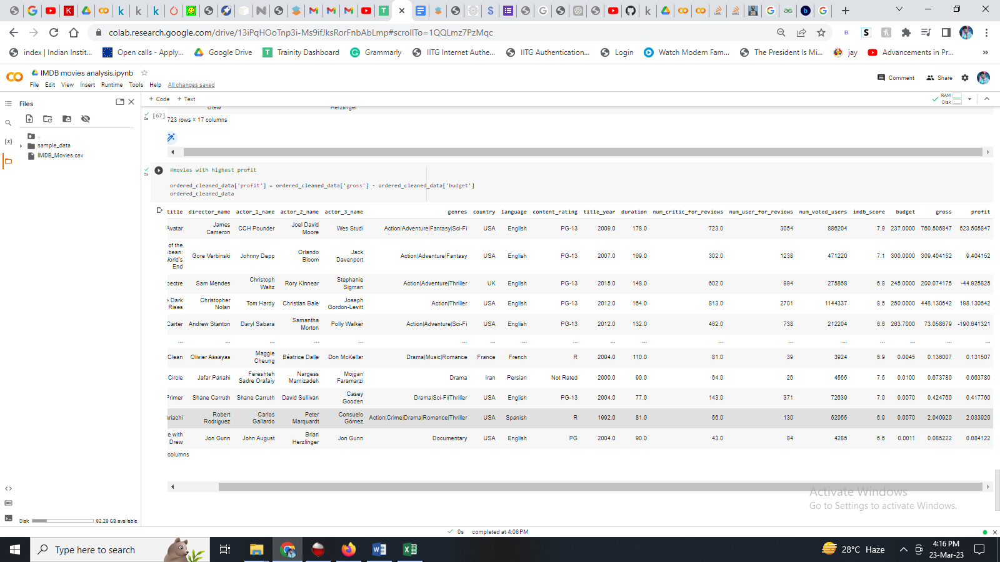 colab.research.google.com/drive/13iPqHOoTnp3i-Ms9ifJksRorFnbAbLmp#scrollTo=1QQLmz7PzMqc
index | Indian Instit... Open calls - Apply... Google Drive Trainity Dashboard Grammarly IITG Internet Authe... IITG Authentication... Login Watch Modern Fam... The President Is Mi... jay Advancements in Pr... »
IMDB movies analysis.ipynb
File Edit View Insert Runtime Tools Help All changes saved
Comment Share
Files
+ Code + Text
RAM
Disk
..
sample_data
IMDB_Movies.csv
Drew Herzlinger
[67] 723 rows × 17 columns
0s
0s
#movies with highest profit
ordered_cleaned_data['profit'] = ordered_cleaned_data['gross'] - ordered_cleaned_data['budget']
ordered_cleaned_data
title director_name actor_1_name actor_2_name actor_3_name genres country language content_rating title_year duration num_critic_for_reviews num_user_for_reviews num_voted_users imdb_score budget gross profit
Avatar James Cameron CCH Pounder Joel David Moore Wes Studi Action|Adventure|Fantasy|Sci-Fi USA English PG-13 2009.0 178.0 723.0 3054 886204 7.9 237.0000 760.505847 523.505847
of the bean: World's End Gore Verbinski Johnny Depp Orlando Bloom Jack Davenport Action|Adventure|Fantasy USA English PG-13 2007.0 169.0 302.0 1238 471220 7.1 300.0000 309.404152 9.404152
pectre Sam Mendes Christoph Waltz Rory Kinnear Stephanie Sigman Action|Adventure|Thriller UK English PG-13 2015.0 148.0 602.0 994 275868 6.8 245.0000 200.074175 -44.925825
e Dark Rises Christopher Nolan Tom Hardy Christian Bale Joseph Gordon-Levitt Action|Thriller USA English PG-13 2012.0 164.0 813.0 2701 1144337 8.5 250.0000 448.130642 198.130642
Carter Andrew Stanton Daryl Sabara Samantha Morton Polly Walker Action|Adventure|Sci-Fi USA English PG-13 2012.0 132.0 462.0 738 212204 6.6 263.7000 73.058679 -190.641321
... ... ... ... ... ... ... ... ... ... ... ... ... ... ... ... ... ...
Clean Olivier Assayas Maggie Cheung Béatrice Dalle Don McKellar Drama|Music|Romance France French R 2004.0 110.0 81.0 39 3924 6.9 0.0045 0.136007 0.131507
Circle Jafar Panahi Fereshteh Sadre Orafaiy Nargess Mamizadeh Mojgan Faramarzi Drama Iran Persian Not Rated 2000.0 90.0 64.0 26 4555 7.5 0.0100 0.673780 0.663780
Primer Shane Carruth Shane Carruth David Sullivan Casey Gooden Drama|Sci-Fi|Thriller USA English PG-13 2004.0 77.0 143.0 371 72639 7.0 0.0070 0.424760 0.417760
ariachi Robert Rodriguez Carlos Gallardo Peter Marquardt Consuelo Gómez Action|Crime|Drama|Romance|Thriller USA Spanish R 1992.0 81.0 56.0 130 52055 6.9 0.0070 2.040920 2.033920
e with Drew Jon Gunn John August Brian Herzlinger Jon Gunn Documentary USA English PG 2004.0 90.0 43.0 84 4285 6.6 0.0011 0.085222 0.084122
columns
Activate Windows
Go to Settings to activate Windows.
Disk 82.28 GB available
0s completed at 4:08 PM
Type here to search
28°C Haze
4:16 PM
23-Mar-23